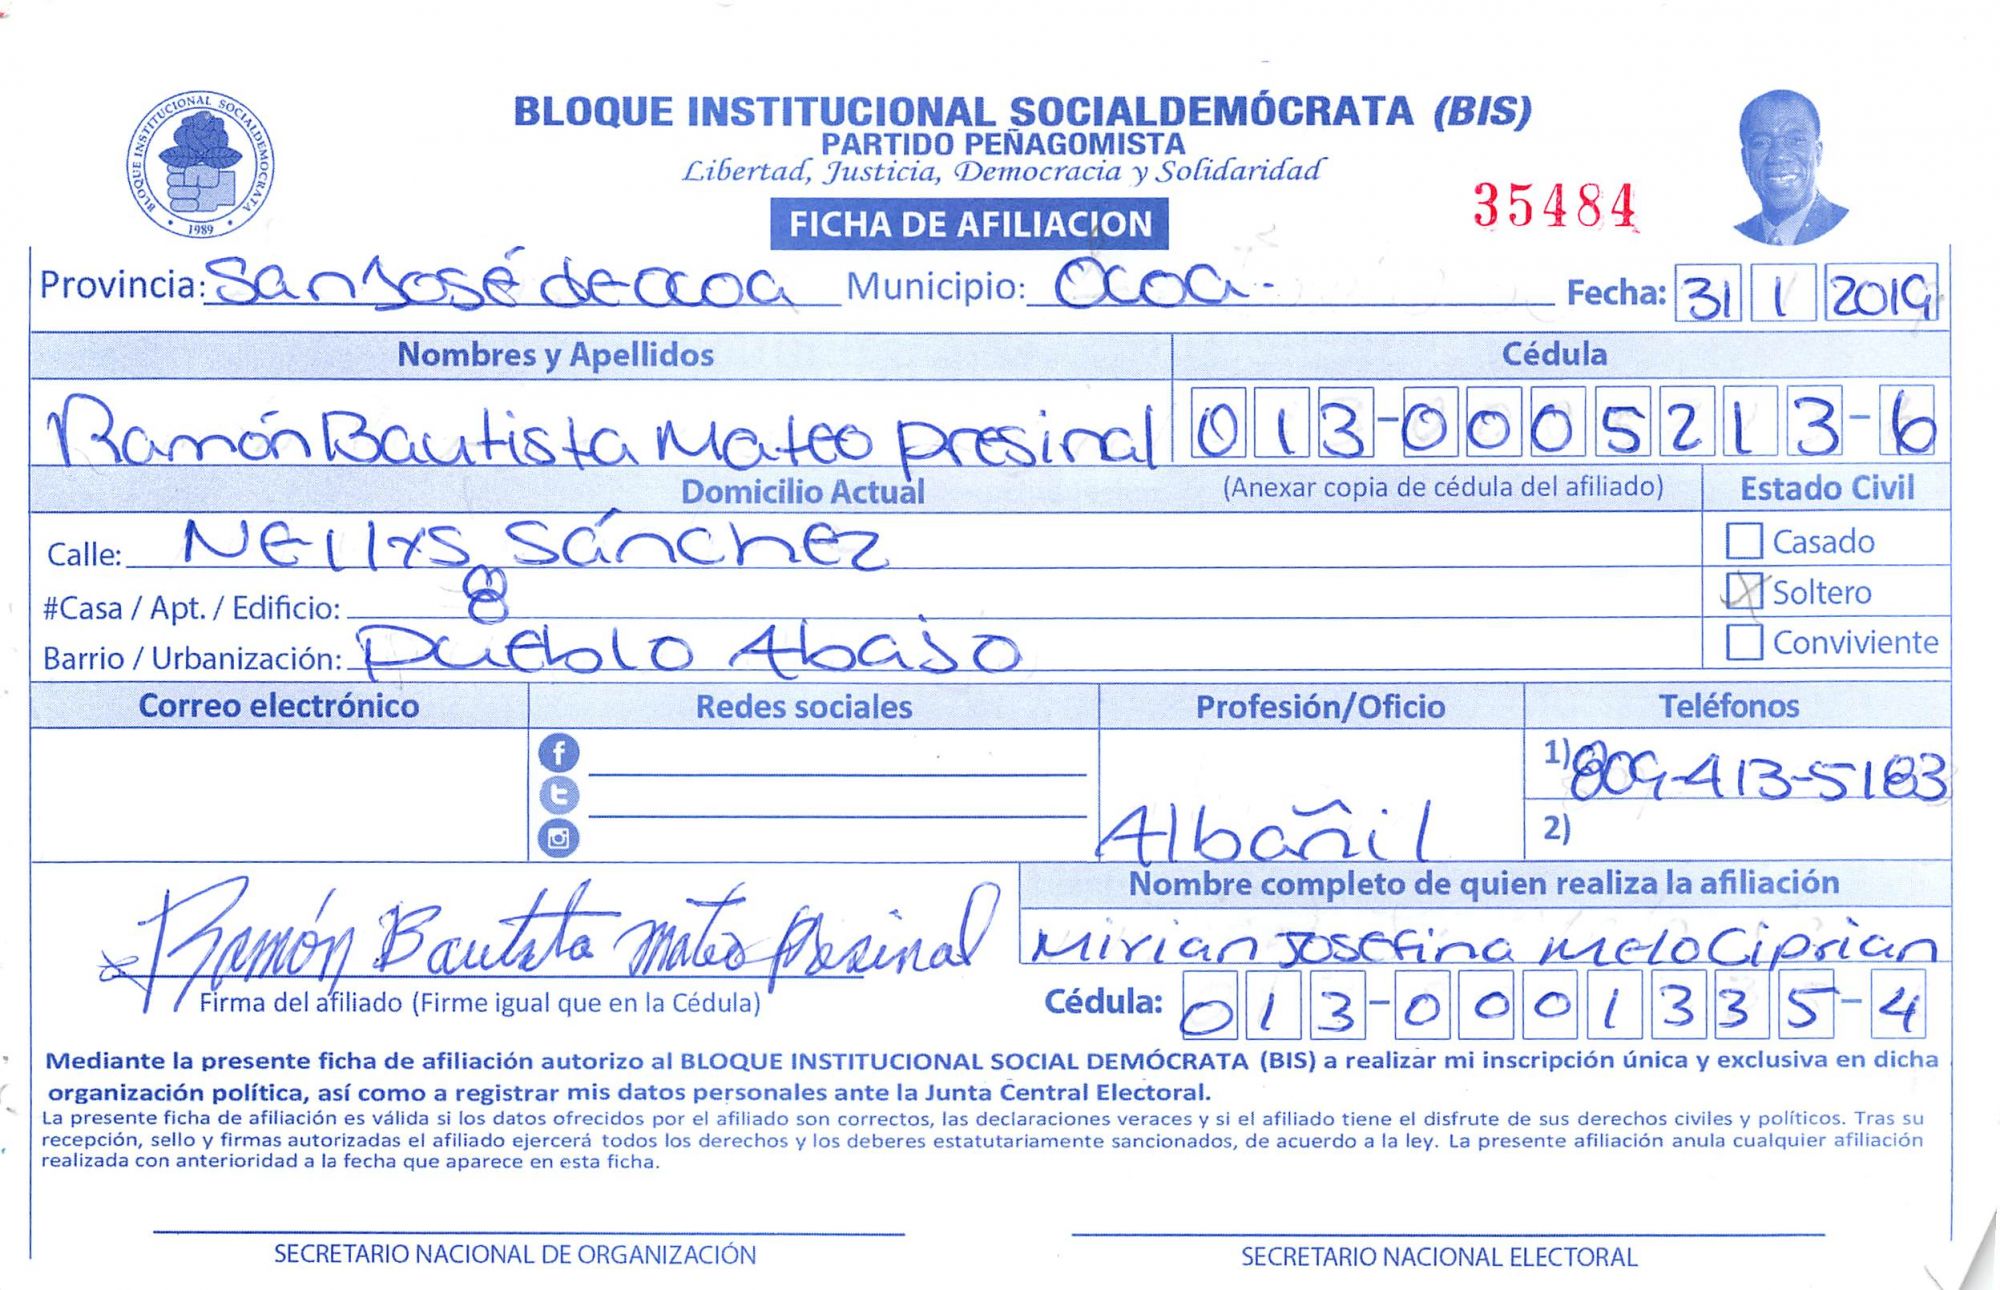 BLOQUE INSTITUCIONAL SOCIALDEMOCRATA
1989
BLOQUE INSTITUCIONAL SOCIALDEMÓCRATA (BIS)
PARTIDO PEÑAGOMISTA
Libertad, Justicia, Democracia y Solidaridad
FICHA DE AFILIACION
35484
Provincia: San José de ocoa Municipio: Ocoa. Fecha: 31 1 2019
Nombres y Apellidos Cédula
Ramón Bautista Mateo presinal 013-0005213-6
Domicilio Actual (Anexar copia de cédula del afiliado) Estado Civil
Calle: NEllys Sánchez Casado
#Casa / Apt. / Edificio: 8 Soltero
Barrio / Urbanización: Pueblo Abajo Conviviente
Correo electrónico Redes sociales Profesión/Oficio Teléfonos
1) 809-413-5183
Albañil 2)
Nombre completo de quien realiza la afiliación
Ramón Bautista mateo presinal Mirian Josefina Melo Ciprian
Firma del afiliado (Firme igual que en la Cédula) Cédula: 013-0001335-4
Mediante la presente ficha de afiliación autorizo al BLOQUE INSTITUCIONAL SOCIAL DEMÓCRATA (BIS) a realizar mi inscripción única y exclusiva en dicha
organización política, así como a registrar mis datos personales ante la Junta Central Electoral.
La presente ficha de afiliación es válida si los datos ofrecidos por el afiliado son correctos, las declaraciones veraces y si el afiliado tiene el disfrute de sus derechos civiles y políticos. Tras su
recepción, sello y firmas autorizadas el afiliado ejercerá todos los derechos y los deberes estatutariamente sancionados, de acuerdo a la ley. La presente afiliación anula cualquier afiliación
realizada con anterioridad a la fecha que aparece en esta ficha.
SECRETARIO NACIONAL DE ORGANIZACIÓN SECRETARIO NACIONAL ELECTORAL